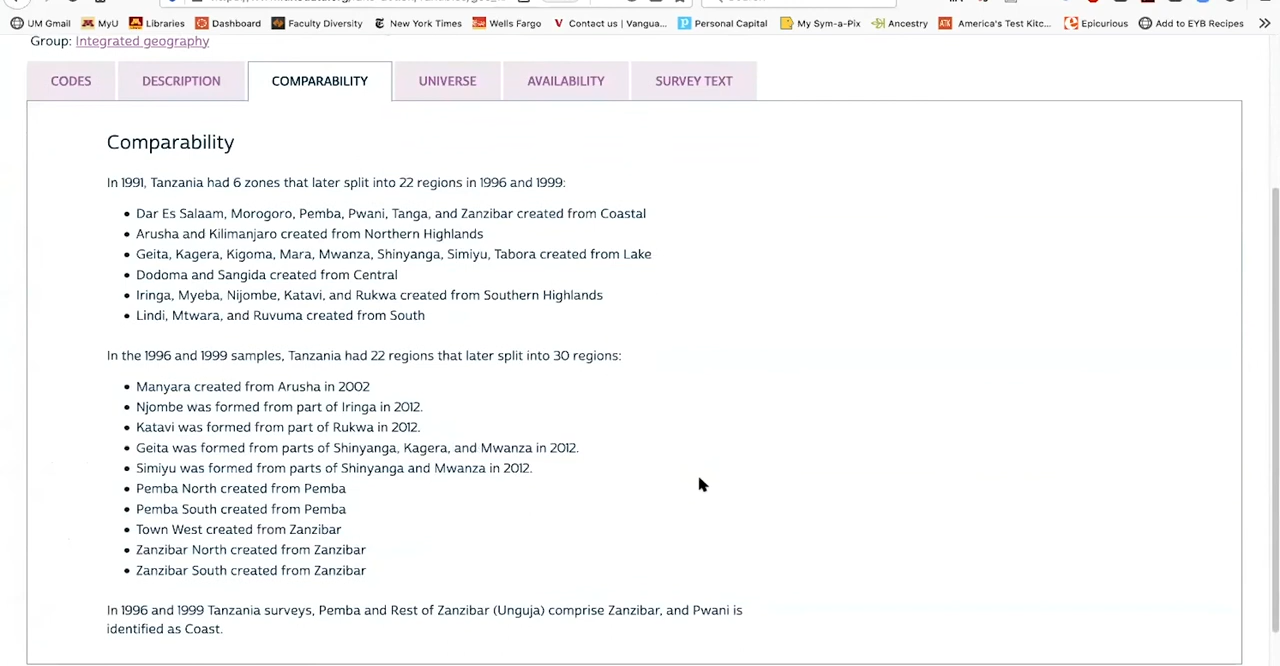 UM Gmail MyU Libraries Dashboard Faculty Diversity New York Times Wells Fargo Contact us | Vangua... Personal Capital My Sym-a-Pix Ancestry America's Test Kitc... Epicurious Add to EYB Recipes
Group: Integrated geography
CODES DESCRIPTION COMPARABILITY UNIVERSE AVAILABILITY SURVEY TEXT
Comparability
In 1991, Tanzania had 6 zones that later split into 22 regions in 1996 and 1999:
• Dar Es Salaam, Morogoro, Pemba, Pwani, Tanga, and Zanzibar created from Coastal
• Arusha and Kilimanjaro created from Northern Highlands
• Geita, Kagera, Kigoma, Mara, Mwanza, Shinyanga, Simiyu, Tabora created from Lake
• Dodoma and Sangida created from Central
• Iringa, Myeba, Nijombe, Katavi, and Rukwa created from Southern Highlands
• Lindi, Mtwara, and Ruvuma created from South
In the 1996 and 1999 samples, Tanzania had 22 regions that later split into 30 regions:
• Manyara created from Arusha in 2002
• Njombe was formed from part of Iringa in 2012.
• Katavi was formed from part of Rukwa in 2012.
• Geita was formed from parts of Shinyanga, Kagera, and Mwanza in 2012.
• Simiyu was formed from parts of Shinyanga and Mwanza in 2012.
• Pemba North created from Pemba
• Pemba South created from Pemba
• Town West created from Zanzibar
• Zanzibar North created from Zanzibar
• Zanzibar South created from Zanzibar
In 1996 and 1999 Tanzania surveys, Pemba and Rest of Zanzibar (Unguja) comprise Zanzibar, and Pwani is
identified as Coast.